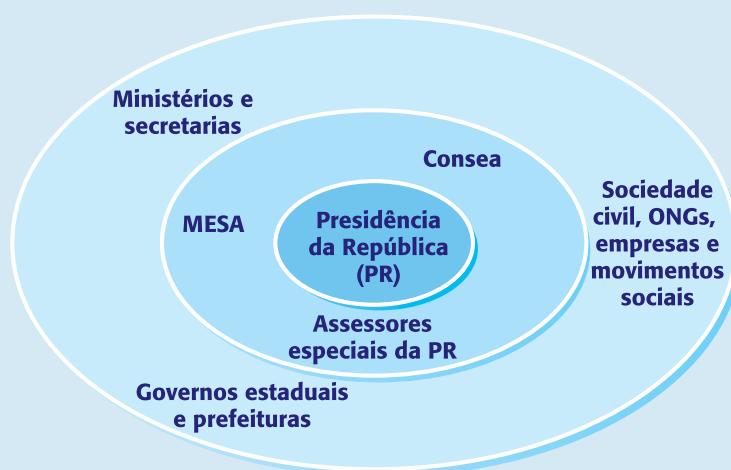 Ministérios e
secretarias
Consea
MESA
Presidência
da República
(PR)
Sociedade
civil, ONGs,
empresas e
movimentos
sociais
Assessores
especiais da PR
Governos estaduais
e prefeituras